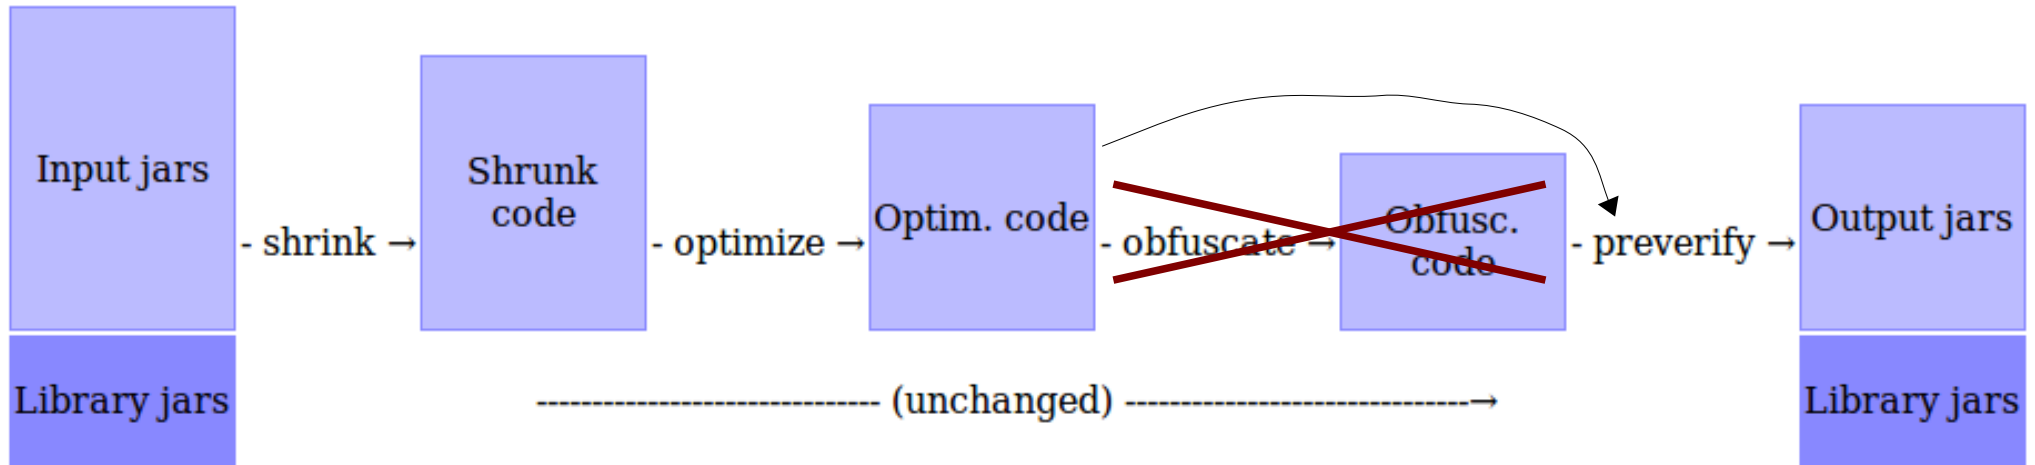 Input jars
- shrink →
Shrunk
code
- optimize →
Optim. code
- obfuscate →
Obfusc.
code
- preverify →
Output jars
Library jars
------------------------------- (unchanged) -------------------------------→
Library jars